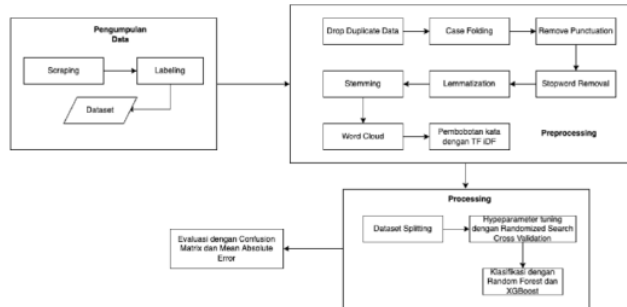 Pengumpulan
Data
Scraping
Labeling
Dataset
Drop Duplicate Data
Case Folding
Remove Punctuation
Stemming
Lemmatization
Stopword Removal
Word Cloud
Pembobotan kata
dengan TF IDF
Preprocessing
Processing
Dataset Splitting
Hypeparameter tuning
dengan Randomized Search
Cross Validation
Klasifikasi dengan
Random Forest dan
XGBoost
Evaluasi dengan Confusion
Matrix dan Mean Absolute
Error